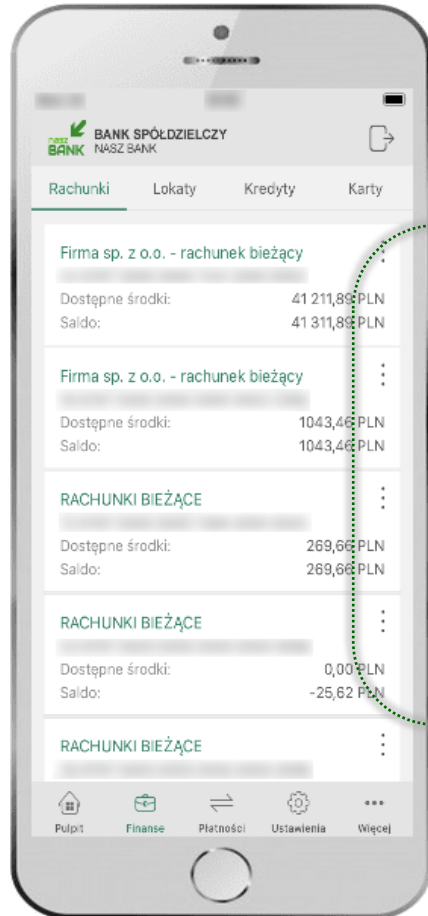 nasz BANK
BANK SPÓŁDZIELCZY
NASZ BANK
Rachunki Lokaty Kredyty Karty
Firma sp. z o.o. - rachunek bieżący
Dostępne środki: 41 211,89 PLN
Saldo: 41 311,89 PLN
Firma sp. z o.o. - rachunek bieżący
Dostępne środki: 1043,46 PLN
Saldo: 1043,46 PLN
RACHUNKI BIEŻĄCE
Dostępne środki: 269,66 PLN
Saldo: 269,66 PLN
RACHUNKI BIEŻĄCE
Dostępne środki: 0,00 PLN
Saldo: -25,62 PLN
RACHUNKI BIEŻĄCE
Pulpit Finanse Płatności Ustawienia Więcej